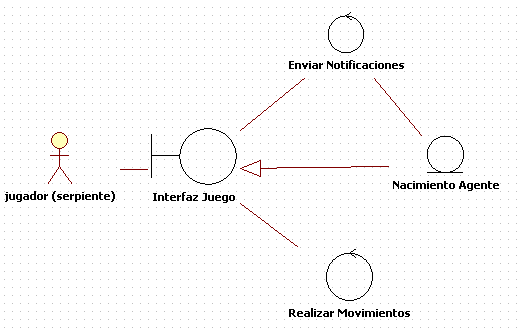 Enviar Notificaciones
jugador (serpiente)
Interfaz Juego
Nacimiento Agente
Realizar Movimientos